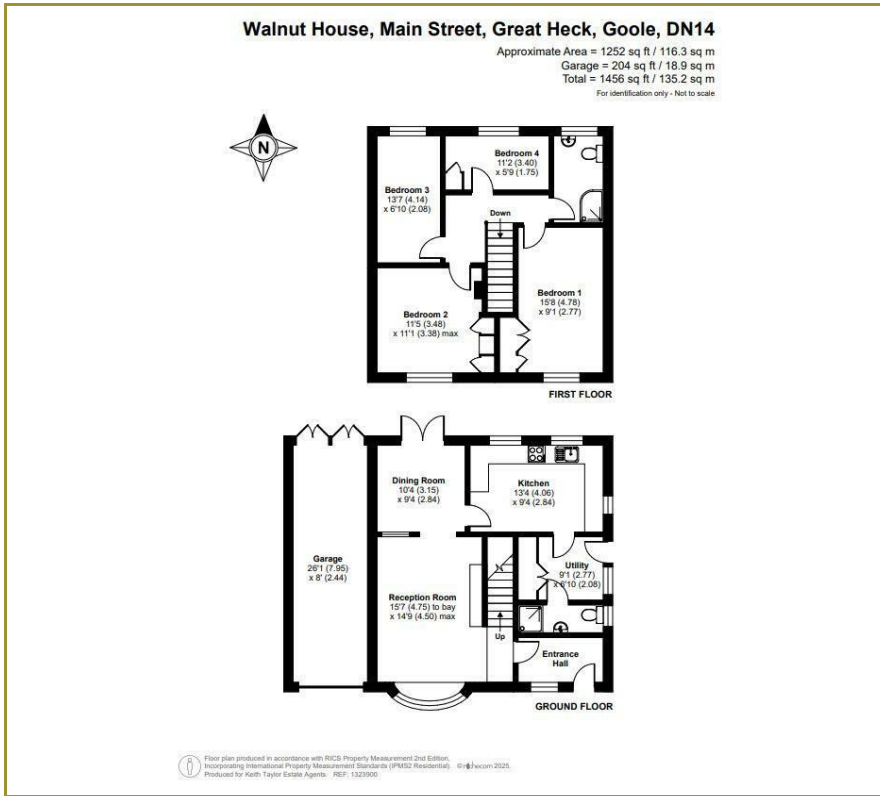 Walnut House, Main Street, Great Heck, Goole, DN14
Approximate Area = 1252 sq ft / 116.3 sq m
Garage = 204 sq ft / 18.9 sq m
Total = 1456 sq ft / 135.2 sq m
For identification only - Not to scale
N
Bedroom 4
11'2 (3.40)
x 5'9 (1.75)
Bedroom 3
13'7 (4.14)
x 6'10 (2.08)
Down
Bedroom 1
15'8 (4.78)
x 9'1 (2.77)
Bedroom 2
11'5 (3.48)
x 11'1 (3.38) max
FIRST FLOOR
Dining Room
10'4 (3.15)
x 9'4 (2.84)
Kitchen
13'4 (4.06)
x 9'4 (2.84)
Garage
26'1 (7.95)
x 8' (2.44)
Utility
9'1 (2.77)
x 6'10 (2.08)
Reception Room
15'7 (4.75) to bay
x 14'9 (4.50) max
Up
Entrance
Hall
GROUND FLOOR
Floor plan produced in accordance with RICS Property Measurement 2nd Edition,
Incorporating International Property Measurement Standards (IPMS2 Residential). © nichecom 2025.
Produced for Keith Taylor Estate Agents. REF: 1323900